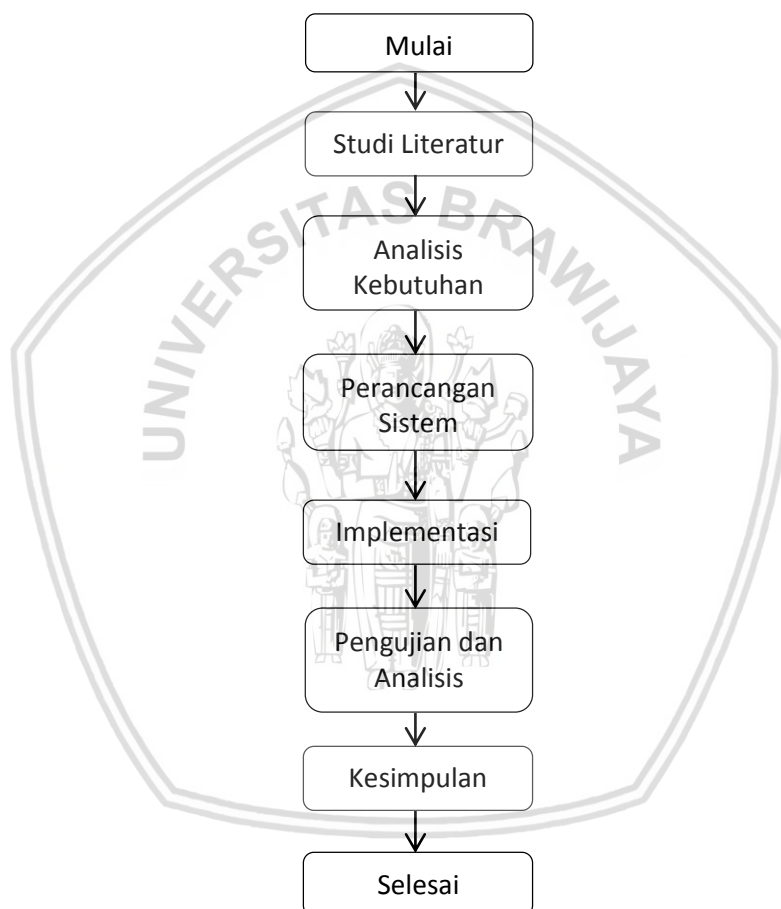 Mulai
Studi Literatur
UNIVERSITAS BRAWIJAYA
Analisis
Kebutuhan
Perancangan
Sistem
Implementasi
Pengujian dan
Analisis
Kesimpulan
Selesai